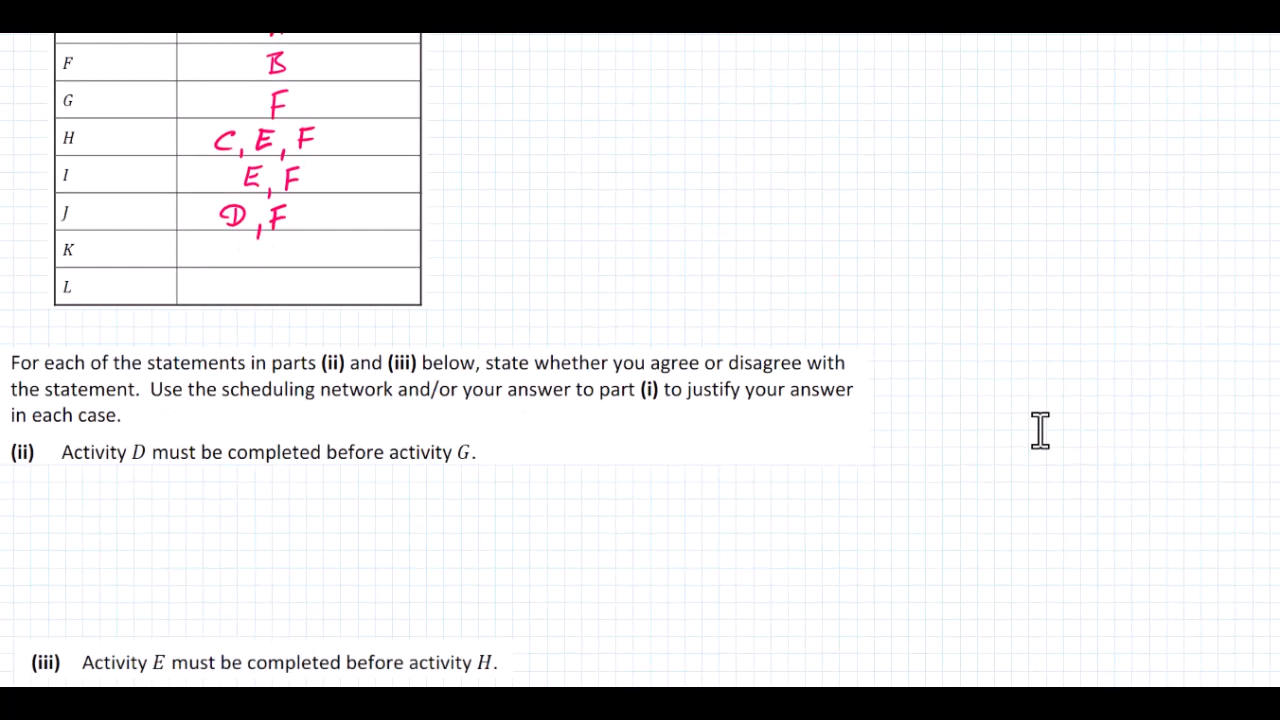 F B
G F
H C, E, F
I E, F
J D, F
K
L
For each of the statements in parts (ii) and (iii) below, state whether you agree or disagree with
the statement. Use the scheduling network and/or your answer to part (i) to justify your answer
in each case.
(ii) Activity D must be completed before activity G.
(iii) Activity E must be completed before activity H.